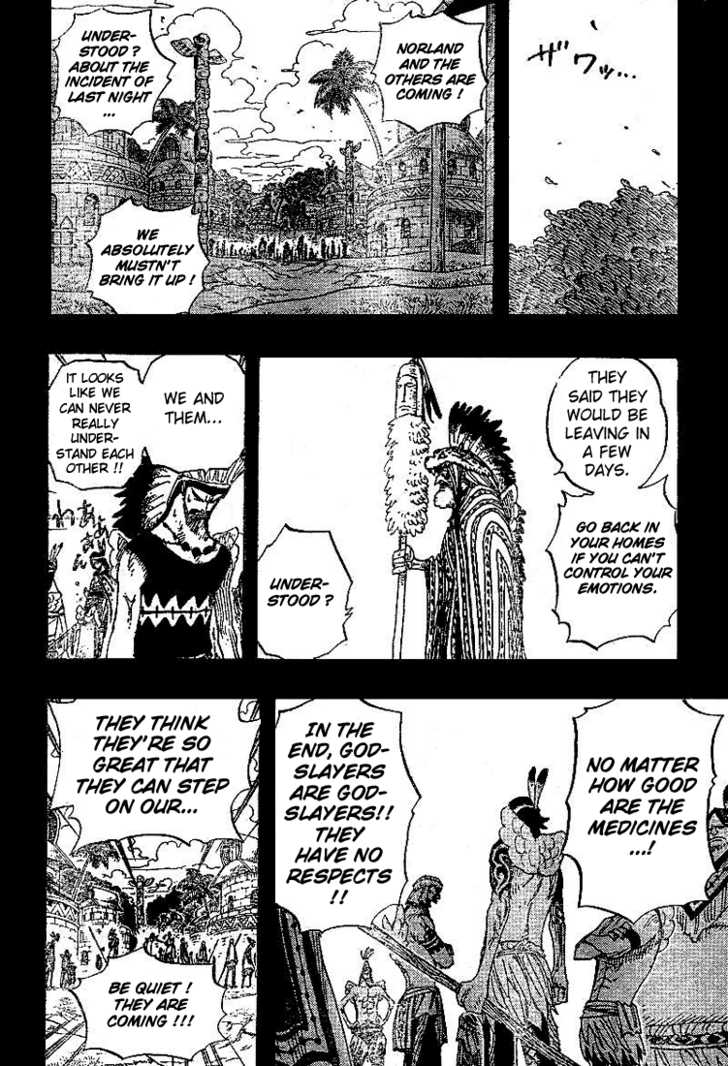 ザワッ...
NORLAND
AND THE
OTHERS ARE
COMING !
UNDER-
STOOD ?
ABOUT THE
INCIDENT OF
LAST NIGHT
...
WE
ABSOLUTELY
MUSTN'T
BRING IT UP !
THEY
SAID THEY
WOULD BE
LEAVING IN
A FEW
DAYS.
GO BACK IN
YOUR HOMES
IF YOU CAN'T
CONTROL YOUR
EMOTIONS.
UNDER-
STOOD ?
WE AND
THEM...
IT LOOKS
LIKE WE
CAN NEVER
REALLY
UNDER-
STAND EACH
OTHER !!
NO MATTER
HOW GOOD
ARE THE
MEDICINES
...!
IN THE
END, GOD-
SLAYERS
ARE GOD-
SLAYERS!!
THEY
HAVE NO
RESPECTS
!!
THEY THINK
THEY'RE SO
GREAT THAT
THEY CAN STEP
ON OUR...
BE QUIET !
THEY ARE
COMING !!!